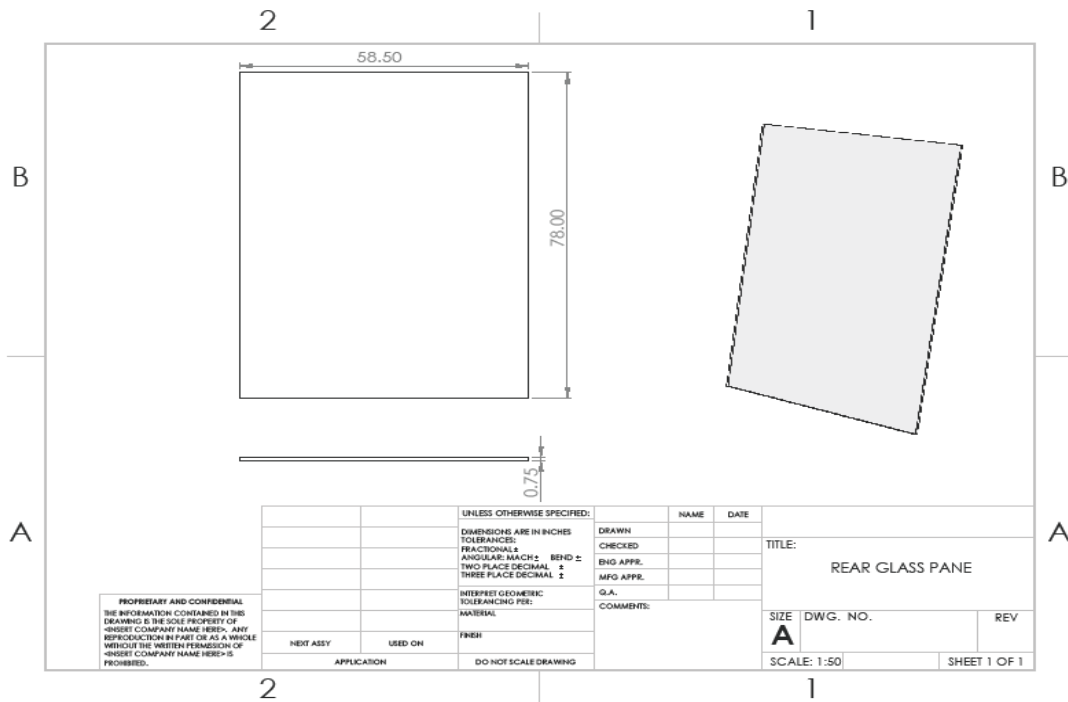 2
1
58.50
B
B
78.00
0.75
A
A
UNLESS OTHERWISE SPECIFIED:
DIMENSIONS ARE IN INCHES
TOLERANCES:
FRACTIONAL±
ANGULAR: MACH± BEND ±
TWO PLACE DECIMAL ±
THREE PLACE DECIMAL ±
INTERPRET GEOMETRIC
TOLERANCING PER:
MATERIAL
FINISH
DO NOT SCALE DRAWING
NAME DATE
DRAWN
CHECKED
ENG APPR.
MFG APPR.
Q.A.
COMMENTS:
TITLE:
REAR GLASS PANE
SIZE DWG. NO. REV
A
SCALE: 1:50 SHEET 1 OF 1
PROPRIETARY AND CONFIDENTIAL
THE INFORMATION CONTAINED IN THIS
DRAWING IS THE SOLE PROPERTY OF
<INSERT COMPANY NAME HERE>. ANY
REPRODUCTION IN PART OR AS A WHOLE
WITHOUT THE WRITTEN PERMISSION OF
<INSERT COMPANY NAME HERE> IS
PROHIBITED.
NEXT ASSY USED ON
APPLICATION
2
1